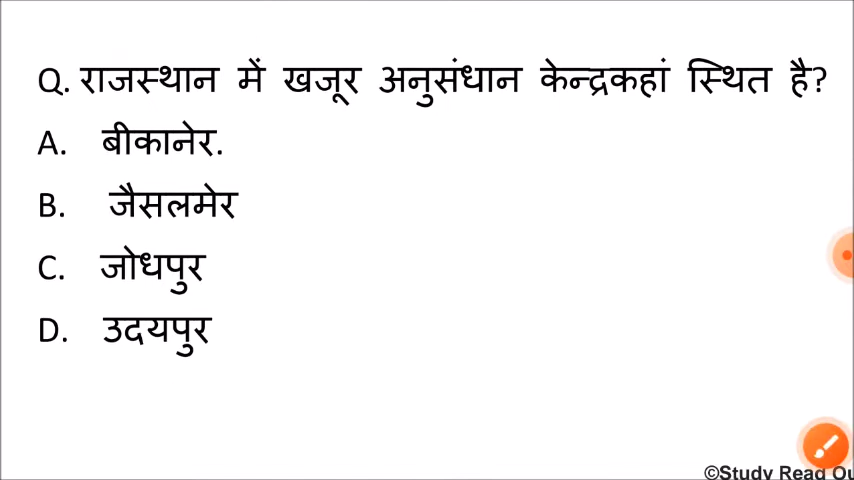 Q. राजस्थान में खजूर अनुसंधान केन्द्रकहां स्थित है?
A. बीकानेर.
B. जैसलमेर
C. जोधपुर
D. उदयपुर
©Study Read Ou